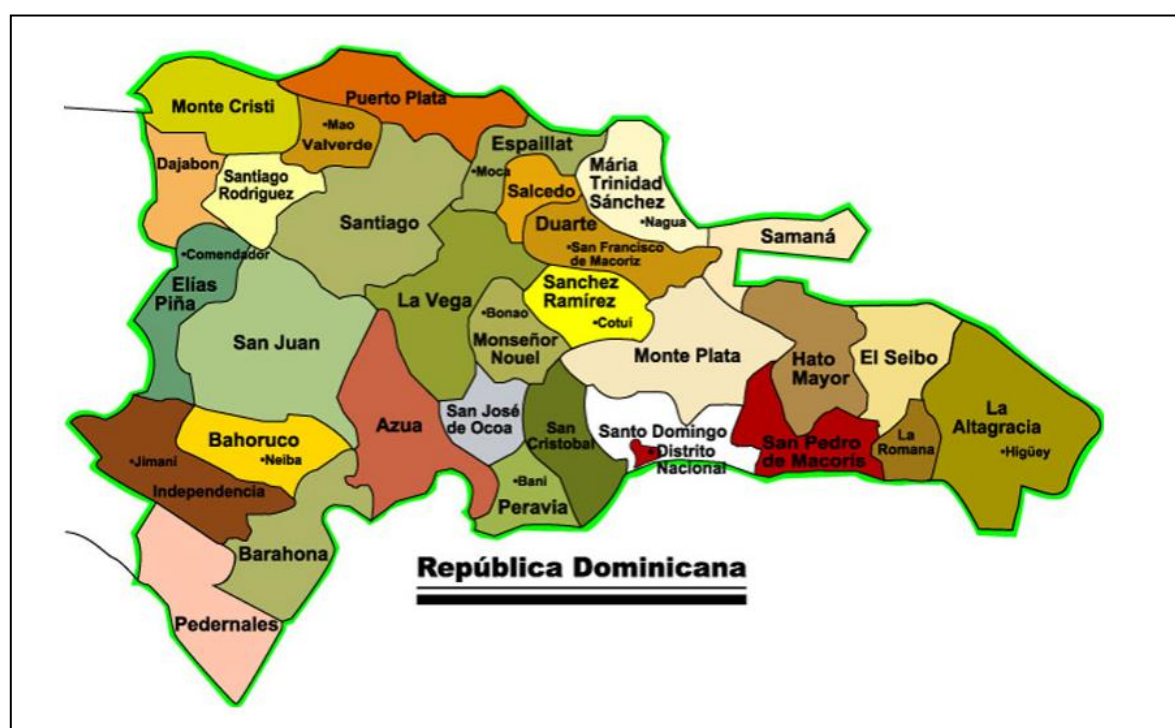 Monte Cristi
Puerto Plata
•Mao
Valverde
Dajabon
Santiago
Rodriguez
Espaillat
•Moca
Salcedo
Mária
Trinidad
Sánchez
•Nagua
Santiago
Duarte
•San Francisco
de Macoriz
Samaná
•Comendador
Elías
Piña
La Vega
Sanchez
Ramírez
•Cotuí
•Bonao
Monseñor
Nouel
San Juan
Monte Plata
Hato
Mayor
El Seibo
La
Altagracia
•Higüey
Azua
San José
de Ocoa
San
Cristobal
Santo Domingo
•Distrito
Nacional
San Pedro
de Macorís
La
Romana
Bahoruco
•Neiba
•Jimaní
Independencia
•Bani
Peravia
Barahona
Pedernales
República Dominicana